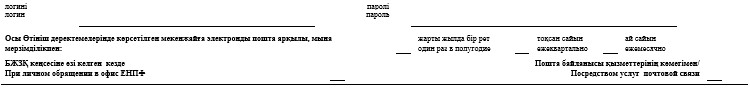 логині паролі
логин пароль
Осы Өтініш деректемелерінде көрсетілген мекенжайға электронды пошта арқылы, мына жарты жылда бір рет тоқсан сайын ай сайын
мерзімділікпен: один раз в полугодие ежеквартально ежемесячно
БЖЗҚ кеңсесіне өзі келген кезде Пошта байланысы қызметтерінің көмегімен/
При личном обращении в офис ЕНПФ Посредством услуг почтовой связи